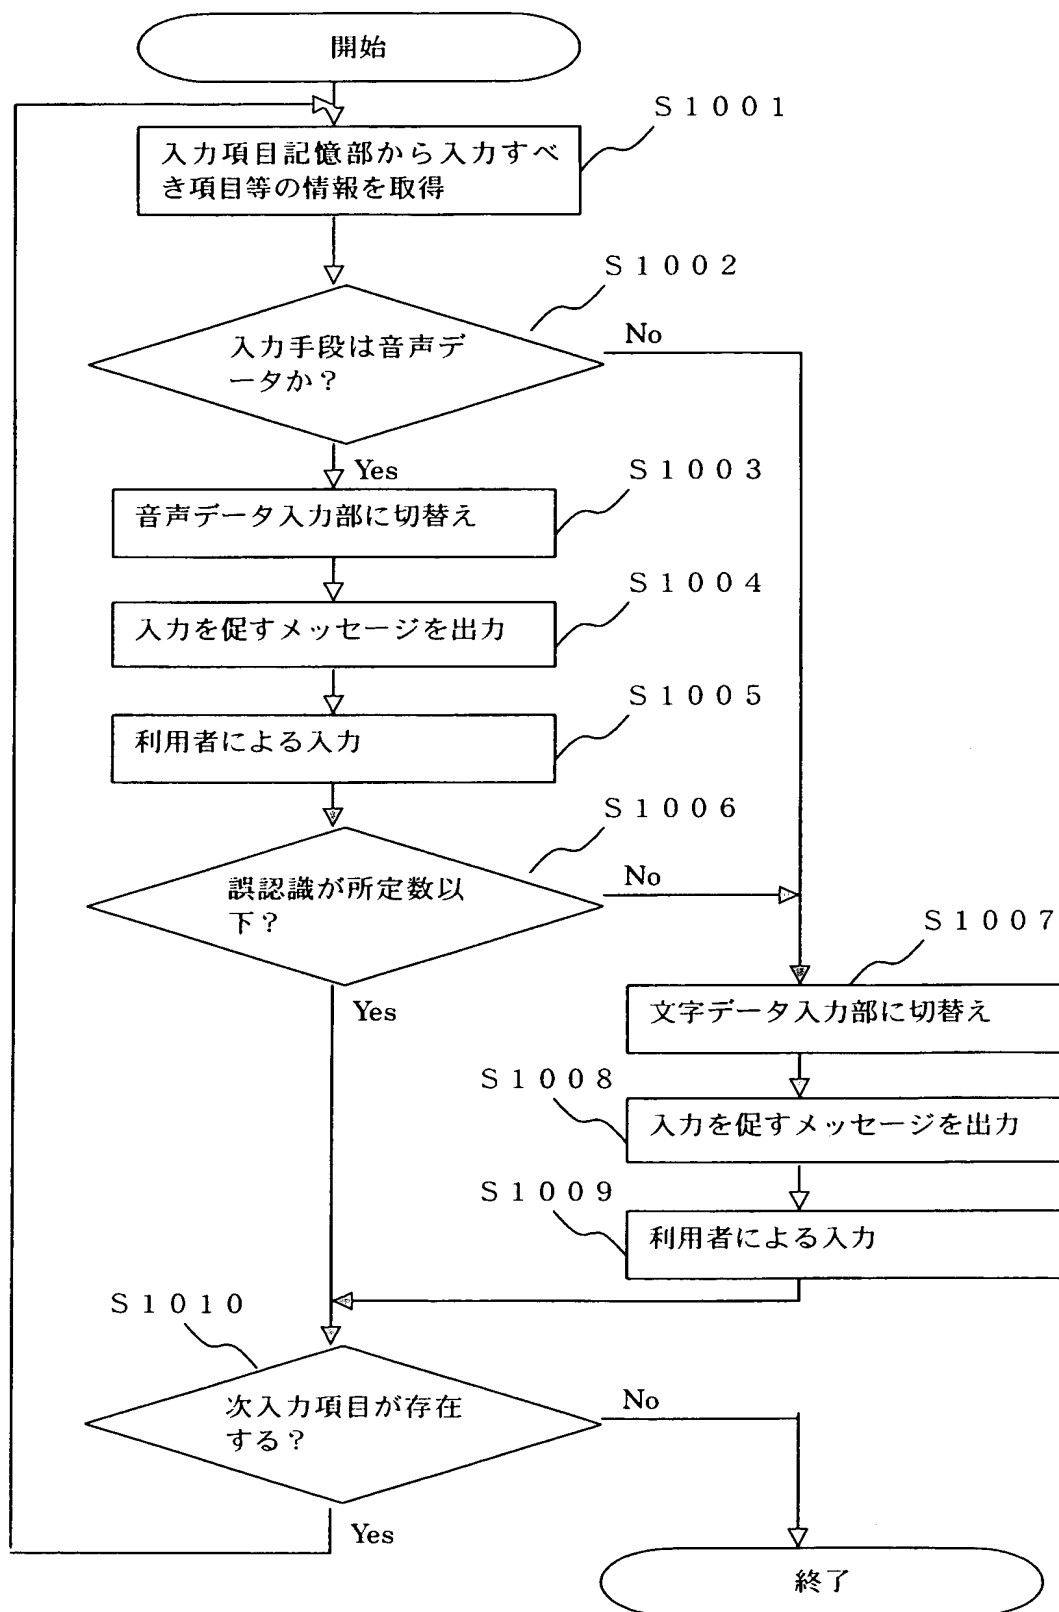 開始
S1001
入力項目記憶部から入力すべ
き項目等の情報を取得
S1002
入力手段は音声デ
ータか?
No
Yes
S1003
音声データ入力部に切替え
S1004
入力を促すメッセージを出力
S1005
利用者による入力
S1006
誤認識が所定数以
下?
No
Yes
S1007
文字データ入力部に切替え
S1008
入力を促すメッセージを出力
S1009
利用者による入力
S1010
次入力項目が存在
する?
No
Yes
終了